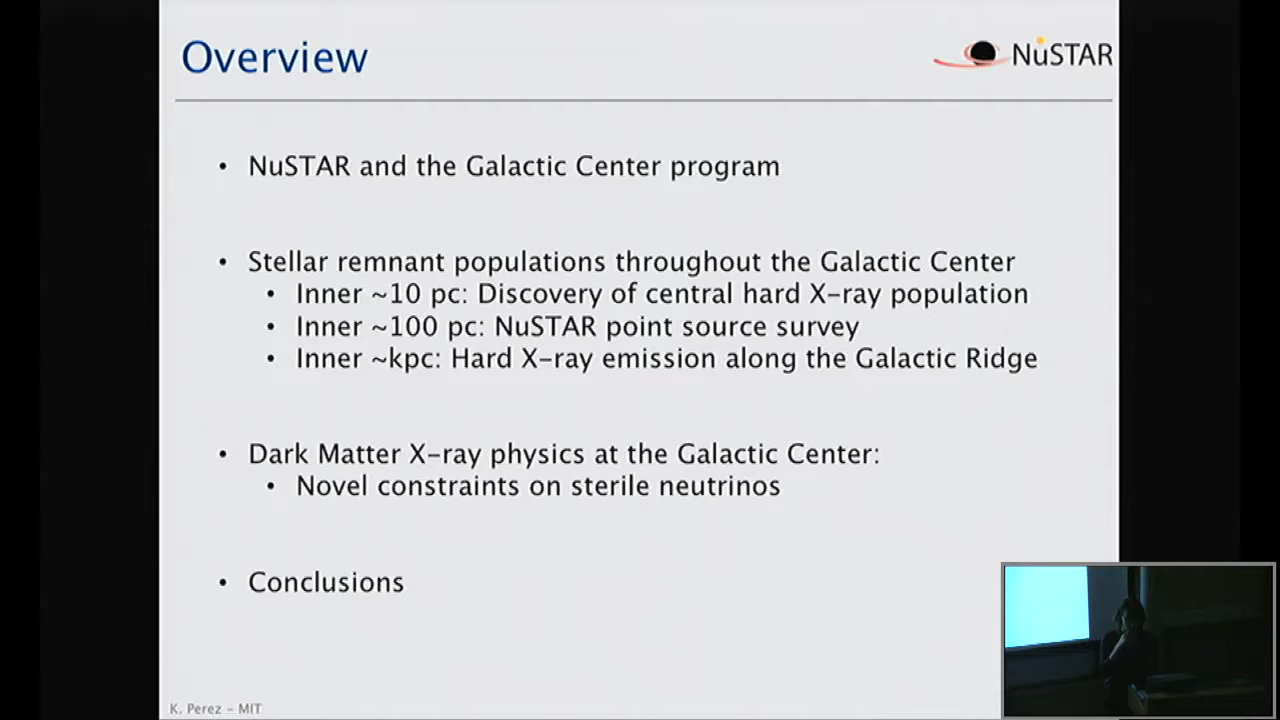 Overview
NuSTAR
• NuSTAR and the Galactic Center program
• Stellar remnant populations throughout the Galactic Center
• Inner ~10 pc: Discovery of central hard X-ray population
• Inner ~100 pc: NuSTAR point source survey
• Inner ~kpc: Hard X-ray emission along the Galactic Ridge
• Dark Matter X-ray physics at the Galactic Center:
• Novel constraints on sterile neutrinos
• Conclusions
K. Perez - MIT